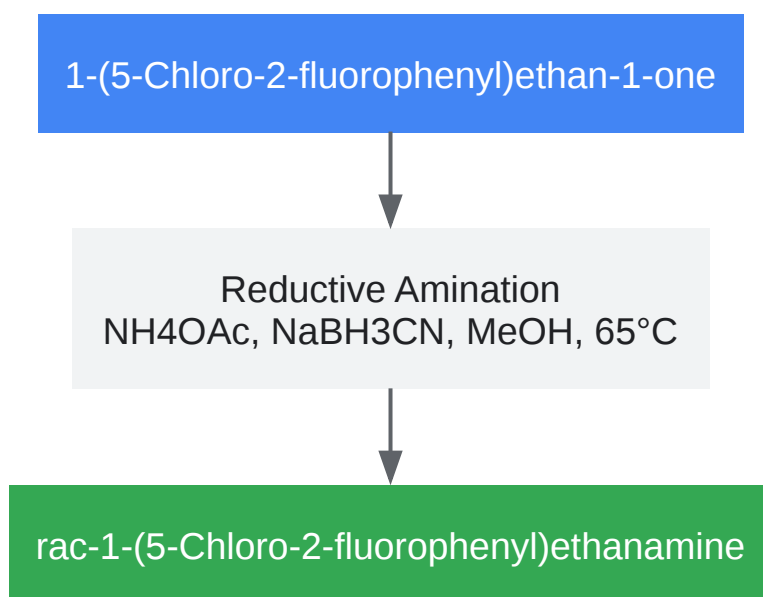 1-(5-Chloro-2-fluorophenyl)ethan-1-one
Reductive Amination
NH4OAc, NaBH3CN, MeOH, 65°C
rac-1-(5-Chloro-2-fluorophenyl)ethanamine